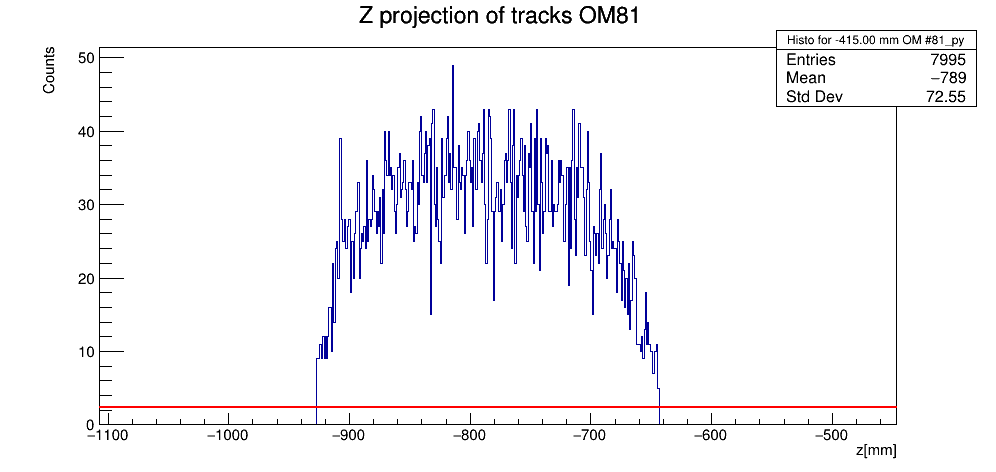 Z projection of tracks OM81
Histo for -415.00 mm OM #81_py
Entries 7995
Mean −789
Std Dev 72.55
Counts
50
40
30
20
10
0
−1100 −1000 −900 −800 −700 −600 −500
z[mm]